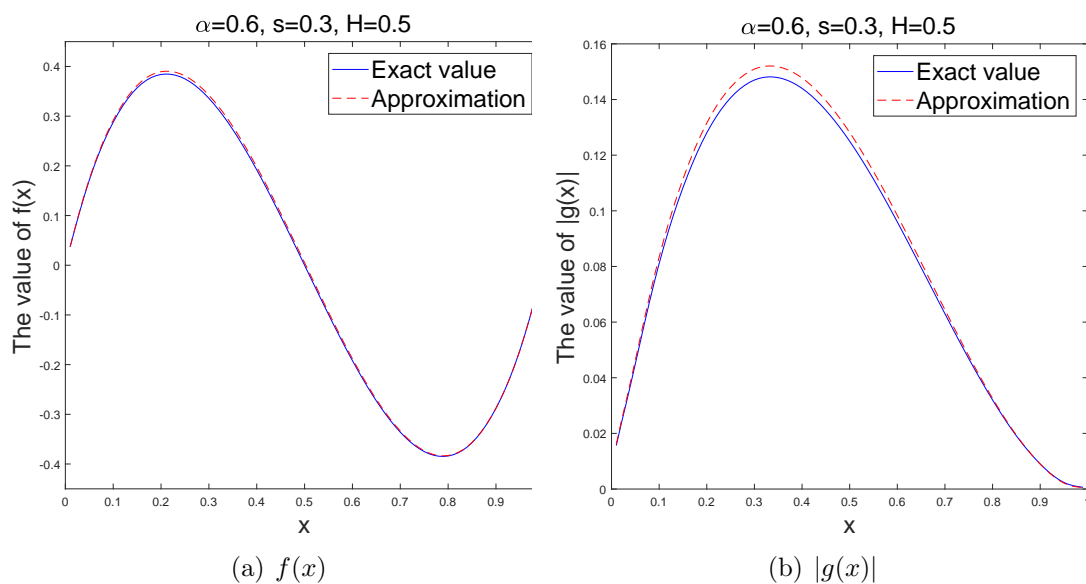 α=0.6, s=0.3, H=0.5
Exact value
Approximation
The value of f(x)
0.4
0.3
0.2
0.1
0
-0.1
-0.2
-0.3
-0.4
0 0.1 0.2 0.3 0.4 0.5 0.6 0.7 0.8 0.9
x
(a) f(x)
α=0.6, s=0.3, H=0.5
Exact value
Approximation
The value of |g(x)|
0.16
0.14
0.12
0.1
0.08
0.06
0.04
0.02
0
0 0.1 0.2 0.3 0.4 0.5 0.6 0.7 0.8 0.9
x
(b) |g(x)|